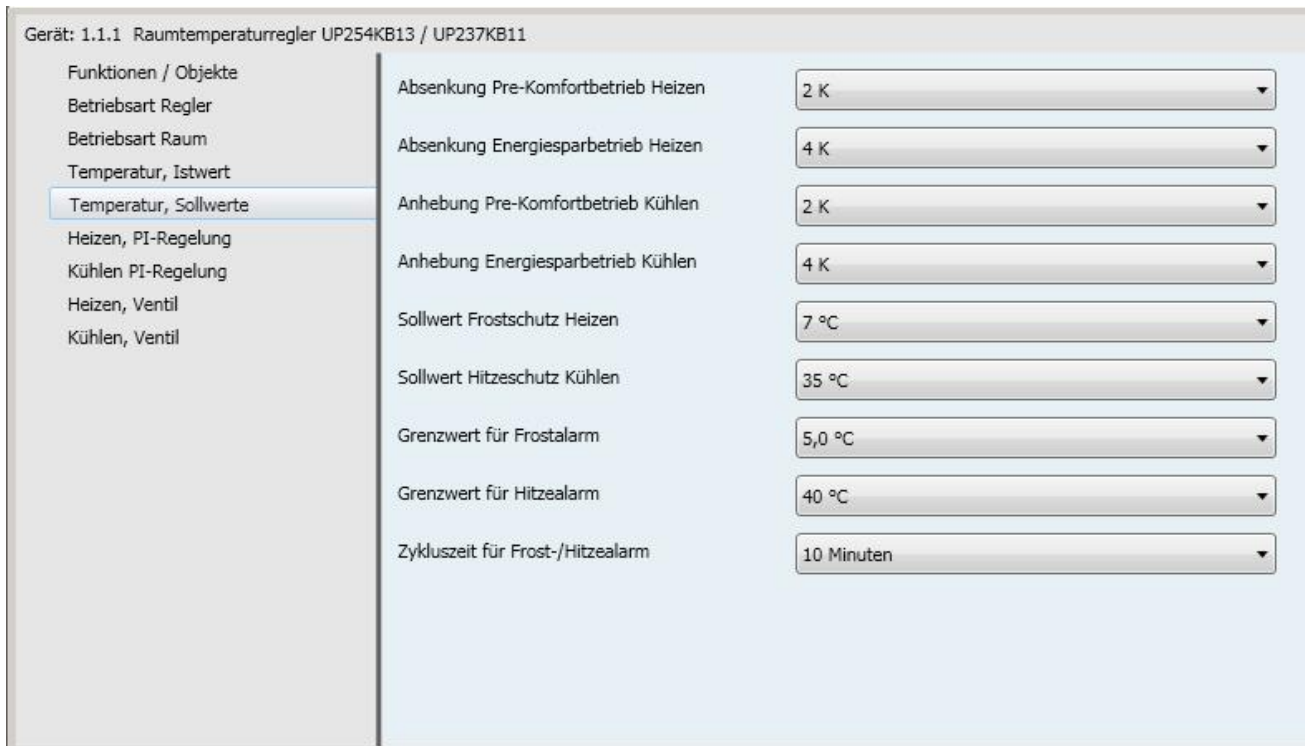 Gerät: 1.1.1 Raumtemperaturregler UP254KB13 / UP237KB11
Funktionen / Objekte
Betriebsart Regler
Betriebsart Raum
Temperatur, Istwert
Temperatur, Sollwerte
Heizen, PI-Regelung
Kühlen PI-Regelung
Heizen, Ventil
Kühlen, Ventil
Absenkung Pre-Komfortbetrieb Heizen 2 K
Absenkung Energiesparbetrieb Heizen 4 K
Anhebung Pre-Komfortbetrieb Kühlen 2 K
Anhebung Energiesparbetrieb Kühlen 4 K
Sollwert Frostschutz Heizen 7 °C
Sollwert Hitzeschutz Kühlen 35 °C
Grenzwert für Frostalarm 5,0 °C
Grenzwert für Hitzealarm 40 °C
Zykluszeit für Frost-/Hitzealarm 10 Minuten